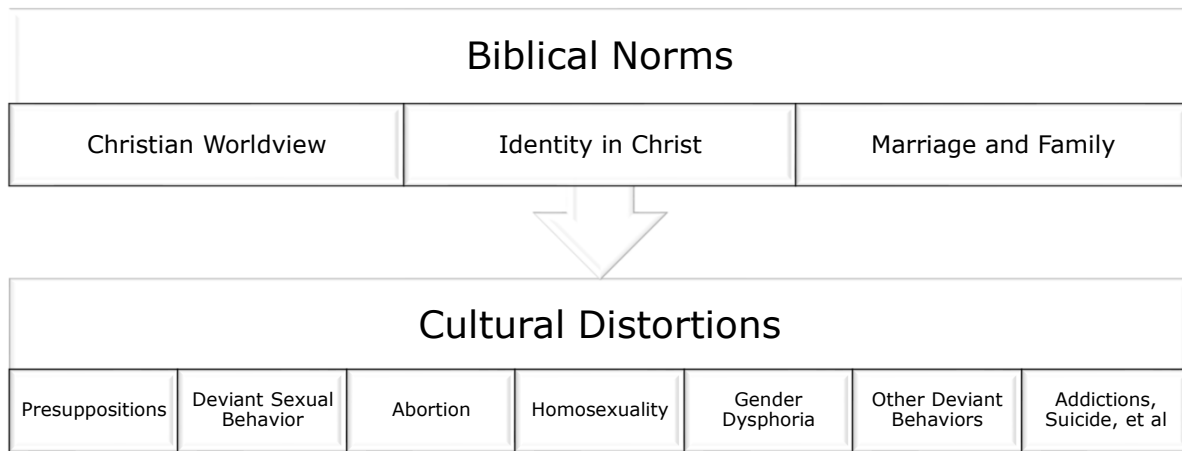 Biblical Norms
Christian Worldview
Identity in Christ
Marriage and Family
Cultural Distortions
Presuppositions
Deviant Sexual
Behavior
Abortion
Homosexuality
Gender
Dysphoria
Other Deviant
Behaviors
Addictions,
Suicide, et al